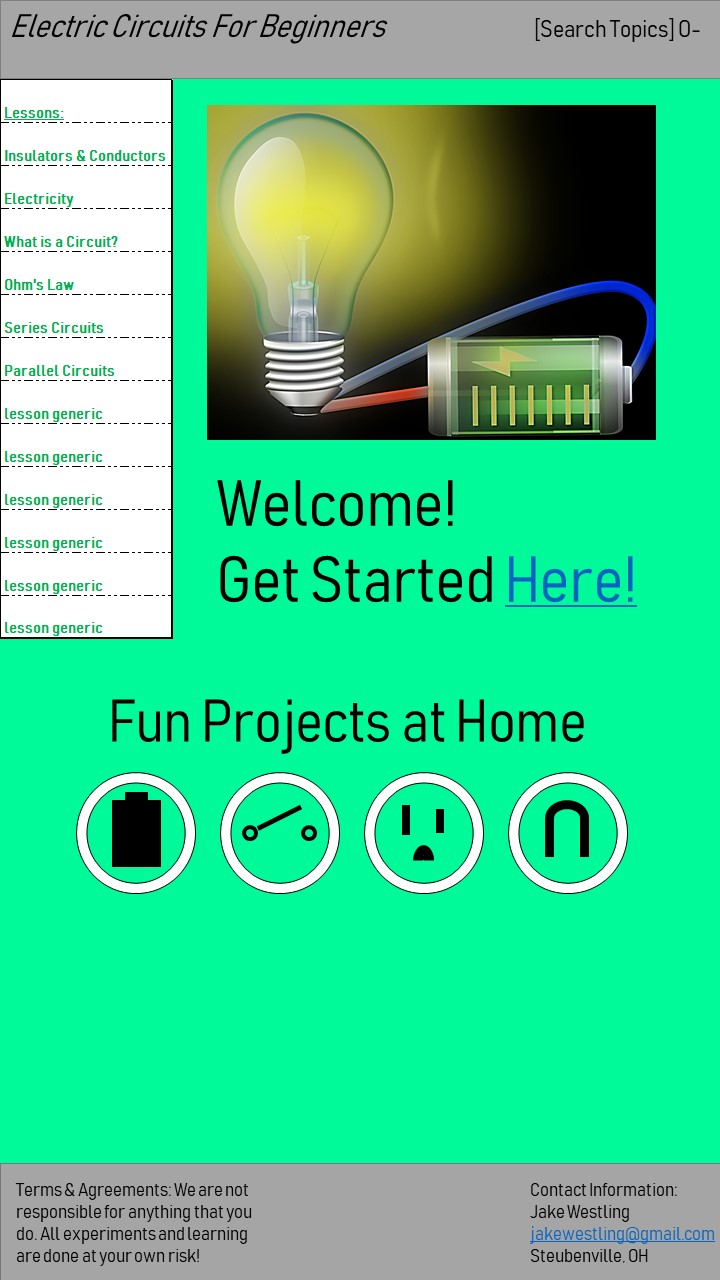 Electric Circuits For Beginners
[Search Topics] O-
Lessons:
Insulators & Conductors
Electricity
What is a Circuit?
Ohm's Law
Series Circuits
Parallel Circuits
lesson generic
lesson generic
lesson generic
lesson generic
lesson generic
lesson generic
Welcome!
Get Started Here!
Fun Projects at Home
Terms & Agreements: We are not
responsible for anything that you
do. All experiments and learning
are done at your own risk!
Contact Information:
Jake Westling
jakewestling@gmail.com
Steubenville, OH